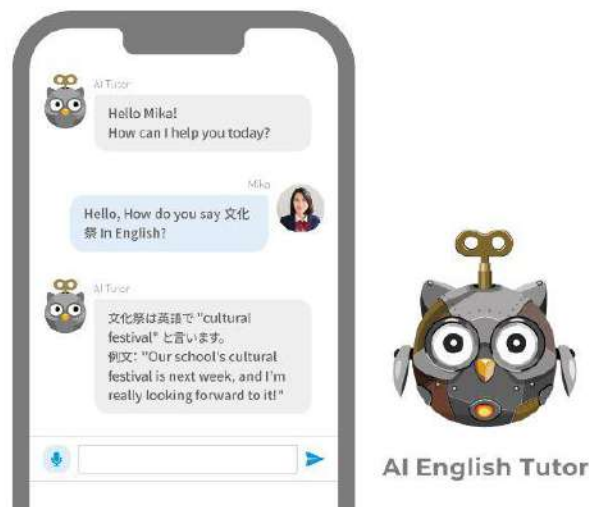 AI Tutor
Hello Mika!
How can I help you today?
Mika
Hello, How do you say 文化
祭 In English?
AI Tutor
文化祭は英語で "cultural
festival" と言います。
例文: "Our school's cultural
festival is next week, and I'm
really looking forward to it!"
AI English Tutor